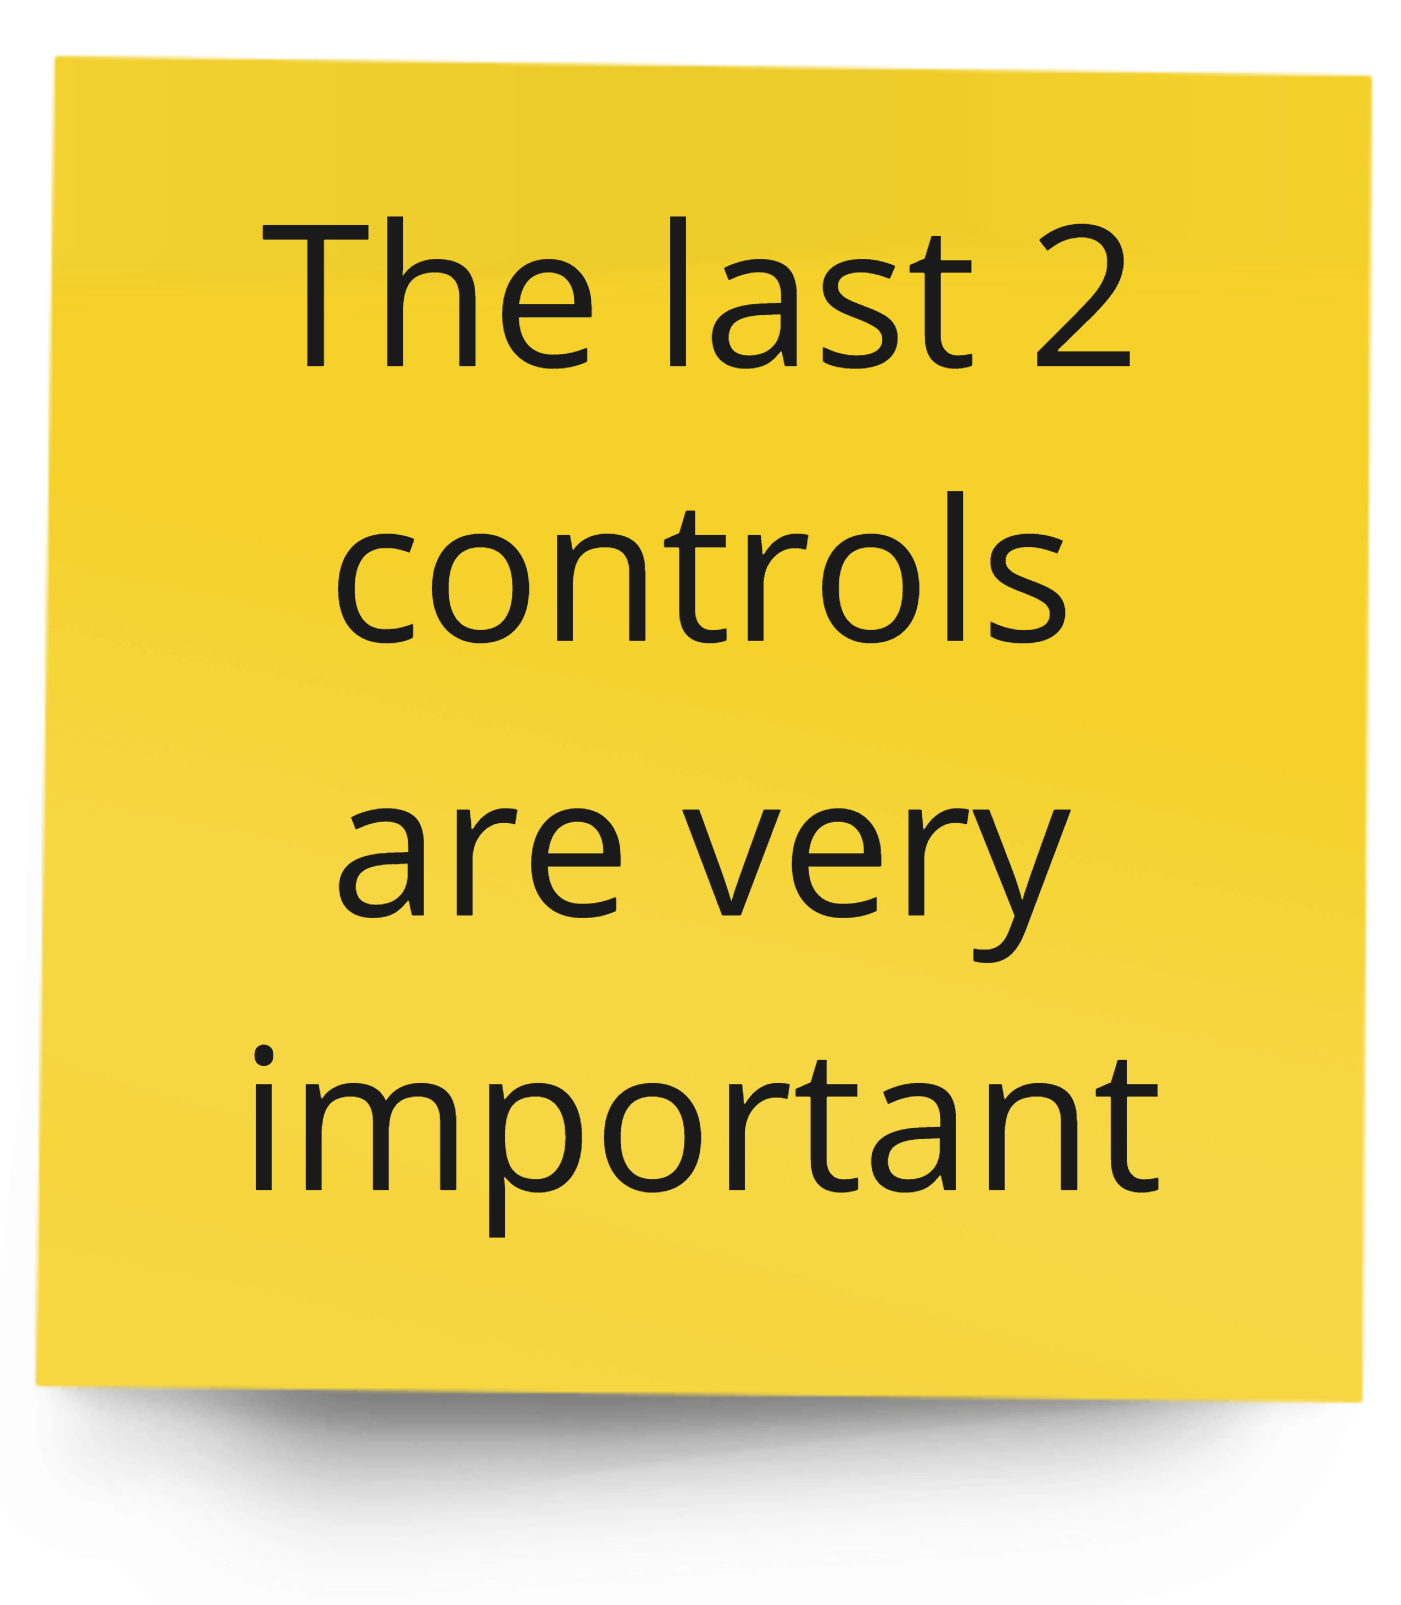 The last 2
controls
are very
important